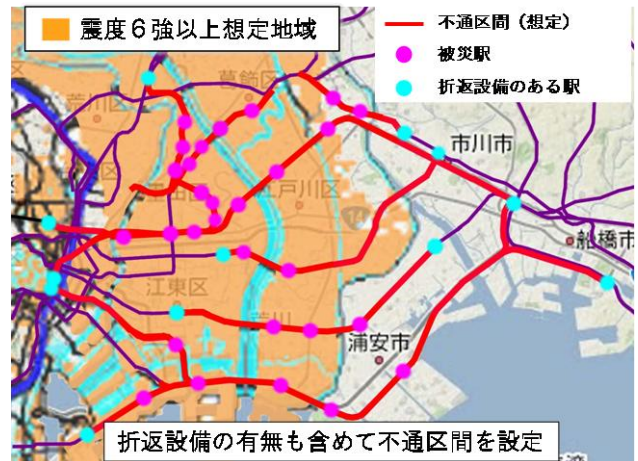 震度６強以上想定地域
不通区間（想定）
被災駅
折返設備のある駅
葛飾区
荒川区
市川市
江戸川区
船橋市
江東区
荒川
浦安市
折返設備の有無も含めて不通区間を設定